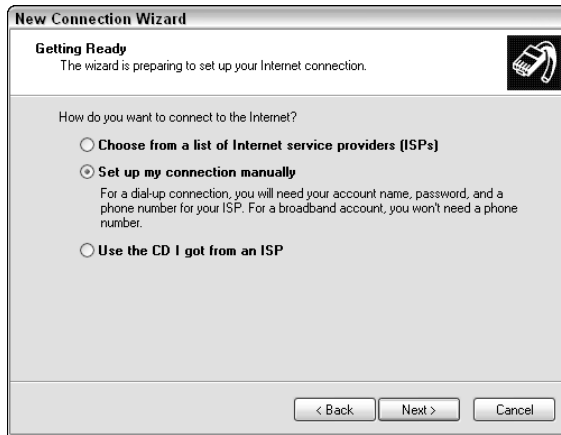 New Connection Wizard
Getting Ready
The wizard is preparing to set up your Internet connection.
How do you want to connect to the Internet?
Choose from a list of Internet service providers (ISPs)
Set up my connection manually
For a dial-up connection, you will need your account name, password, and a
phone number for your ISP. For a broadband account, you won't need a phone
number.
Use the CD I got from an ISP
< Back Next > Cancel